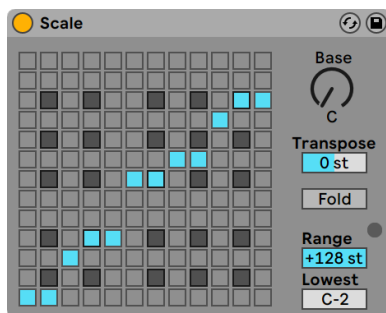 Scale
Base
C
Transpose
0 st
Fold
Range
+128 st
Lowest
C-2